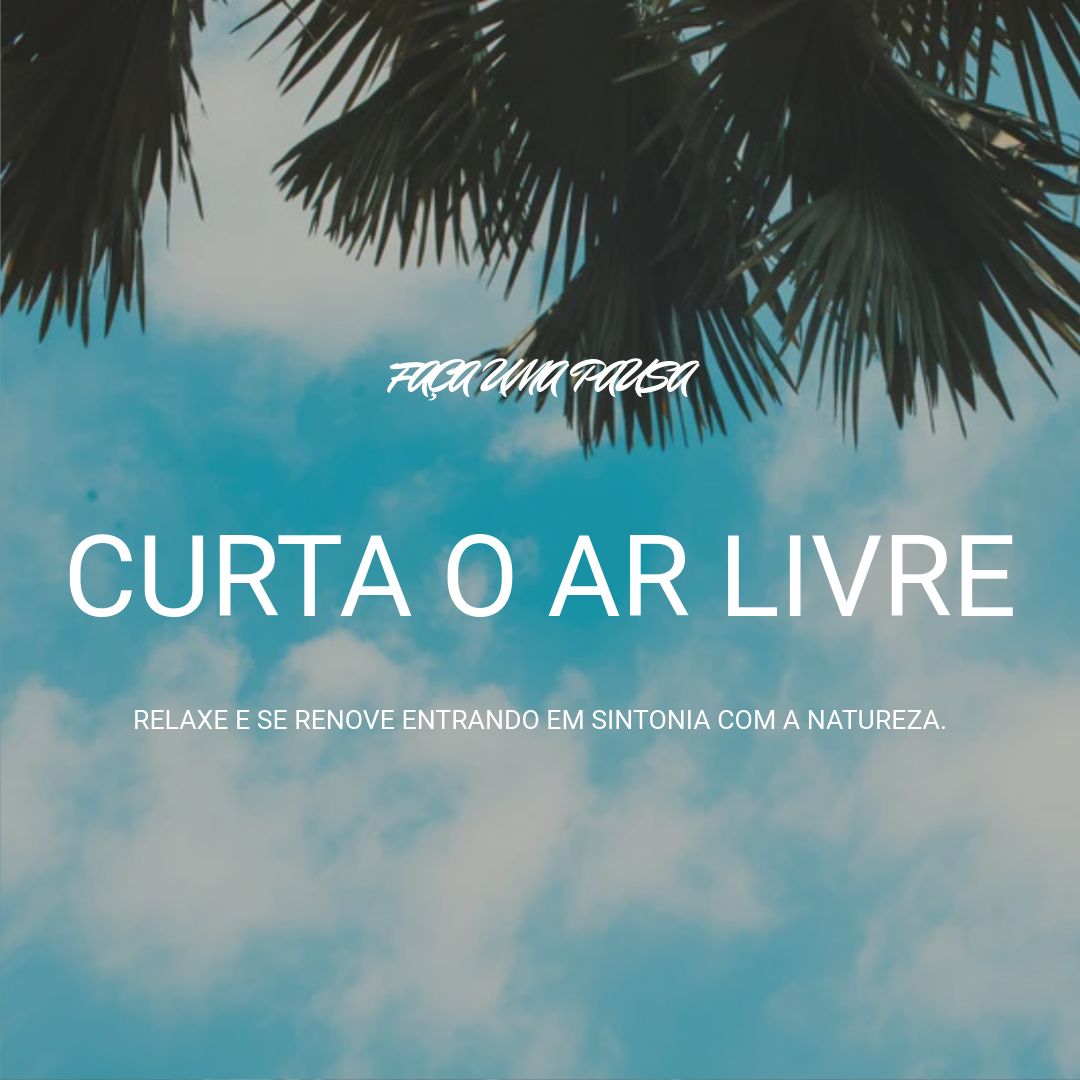 FAÇA UMA PAUSA
CURTA O AR LIVRE
RELAXE E SE RENOVE ENTRANDO EM SINTONIA COM A NATUREZA.